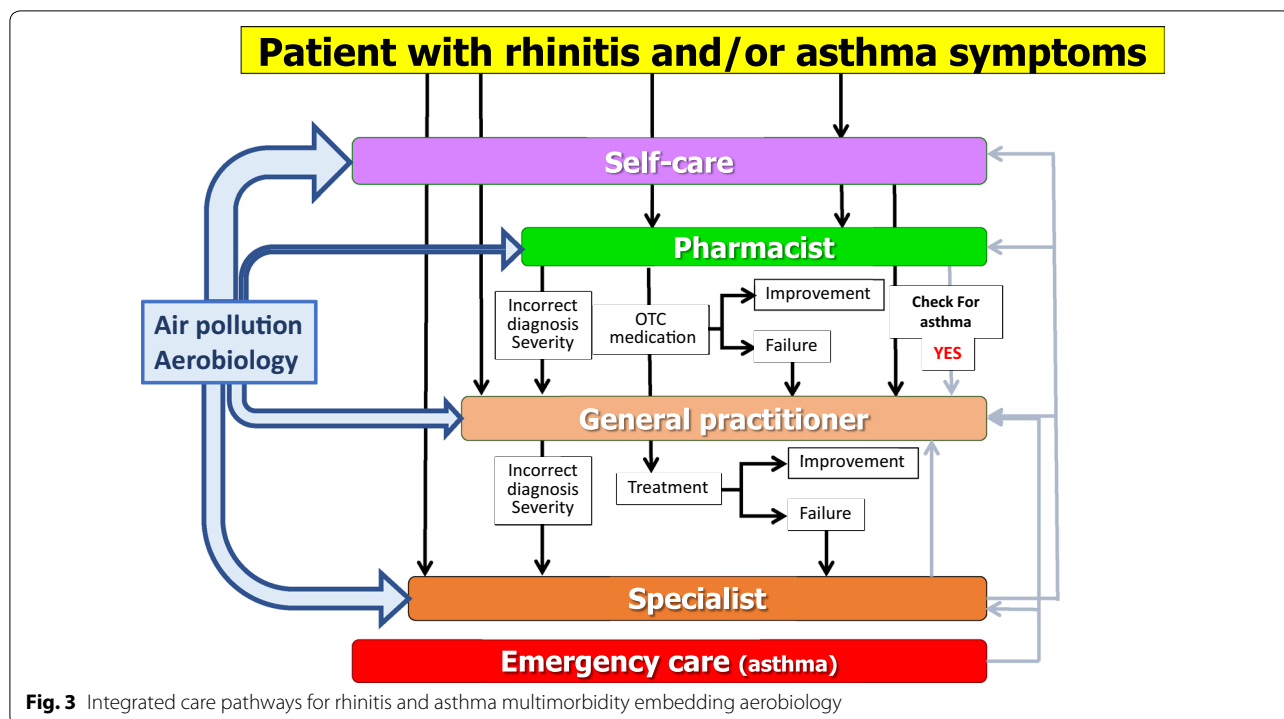 Patient with rhinitis and/or asthma symptoms
Self-care
Pharmacist
Air pollution
Aerobiology
Incorrect
diagnosis
Severity
OTC
medication
Improvement
Failure
Check For
asthma
YES
General practitioner
Incorrect
diagnosis
Severity
Treatment
Improvement
Failure
Specialist
Emergency care (asthma)
Fig. 3 Integrated care pathways for rhinitis and asthma multimorbidity embedding aerobiology